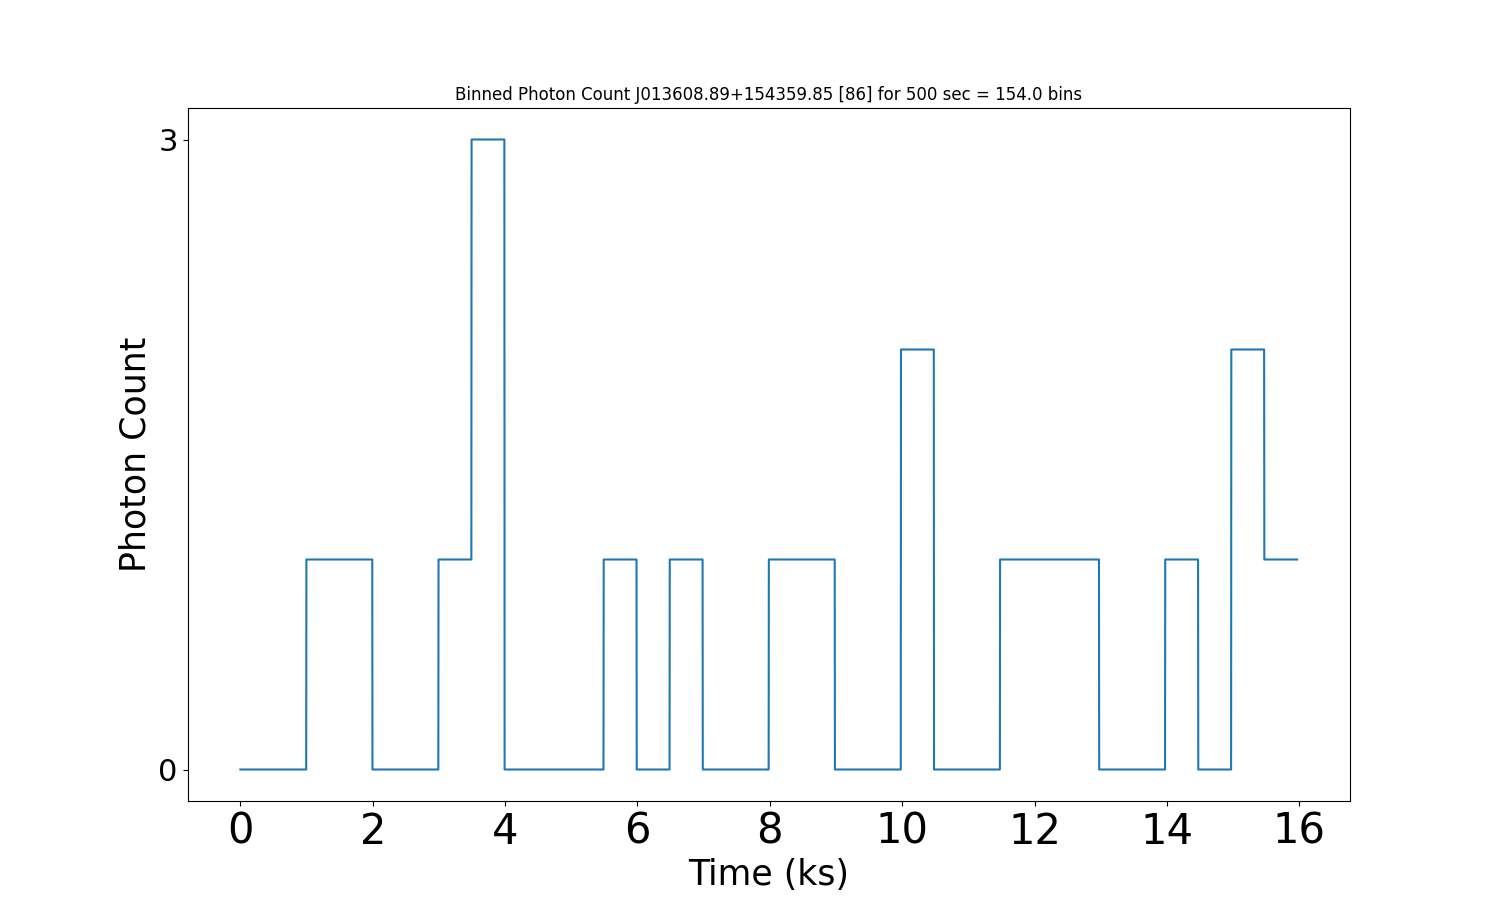 Binned Photon Count J013608.89+154359.85 [86] for 500 sec = 154.0 bins
3
Photon Count
0
0 2 4 6 8 10 12 14 16
Time (ks)